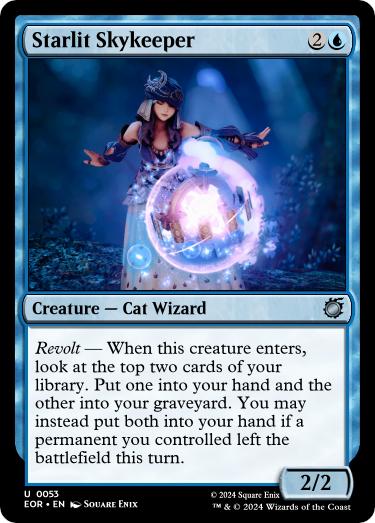 Starlit Skykeeper 2
Creature — Cat Wizard
Revolt — When this creature enters,
look at the top two cards of your
library. Put one into your hand and the
other into your graveyard. You may
instead put both into your hand if a
permanent you controlled left the
battlefield this turn.
2/2
U 0053
EOR • EN Square Enix
© 2024 Square Enix
™ & © 2024 Wizards of the Coast